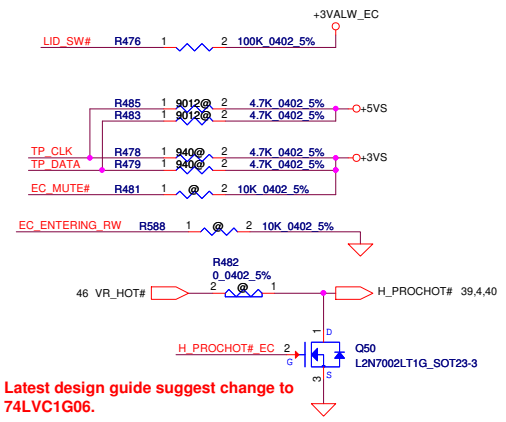 +3VALW_EC
LID_SW# R476 1 2 100K_0402_5%
R485 1 9012@ 2 4.7K_0402_5% +5VS
R483 1 9012@ 2 4.7K_0402_5%
TP_CLK R478 1 940@ 2 4.7K_0402_5% +3VS
TP_DATA R479 1 940@ 2 4.7K_0402_5%
EC_MUTE# R481 1 @ 2 10K_0402_5%
EC_ENTERING_RW R588 1 @ 2 10K_0402_5%
R482
0_0402_5%
46 VR_HOT# 2 @ 1 H_PROCHOT# 39,4,40
1 D
H_PROCHOT#_EC 2 G Q50
L2N7002LT1G_SOT23-3
3 S
Latest design guide suggest change to
74LVC1G06.